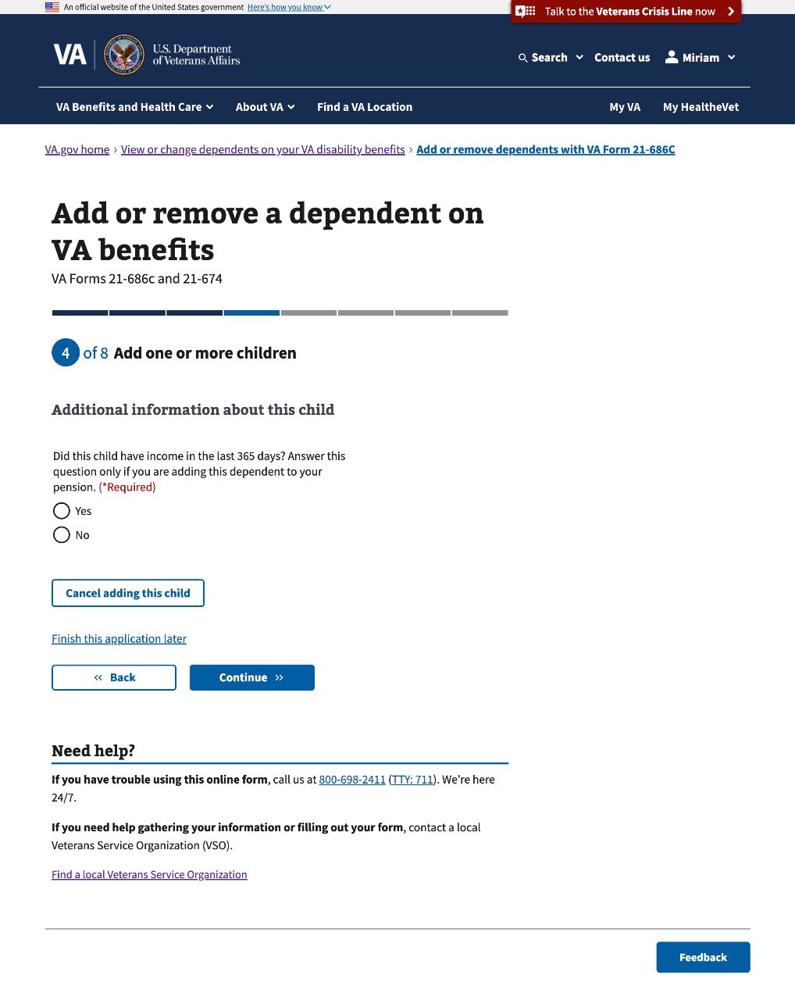 An official website of the United States government Here's how you know
Talk to the Veterans Crisis Line now
VA
U.S. Department
of Veterans Affairs
Search
Contact us
Miriam
VA Benefits and Health Care
About VA
Find a VA Location
My VA
My HealtheVet
VA.gov home › View or change dependents on your VA disability benefits › Add or remove dependents with VA Form 21-686C
Add or remove a dependent on
VA benefits
VA Forms 21-686c and 21-674
4 of 8 Add one or more children
Additional information about this child
Did this child have income in the last 365 days? Answer this
question only if you are adding this dependent to your
pension. (*Required)
Yes
No
Cancel adding this child
Finish this application later
« Back
Continue »
Need help?
If you have trouble using this online form, call us at 800-698-2411 (TTY: 711). We’re here
24/7.
If you need help gathering your information or filling out your form, contact a local
Veterans Service Organization (VSO).
Find a local Veterans Service Organization
Feedback